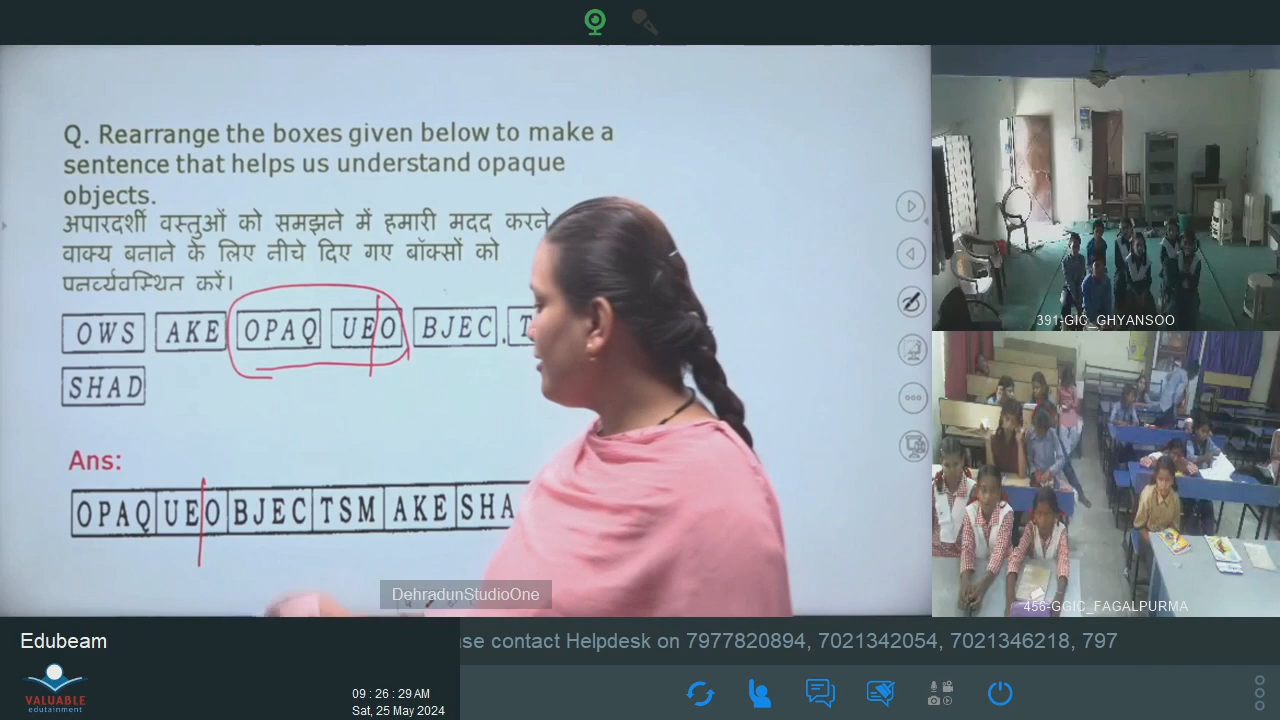 Q. Rearrange the boxes given below to make a
sentence that helps us understand opaque
objects.
अपारदर्शी वस्तुओं को समझने में हमारी मदद करने
वाक्य बनाने के लिए नीचे दिए गए बॉक्सों को
पुनर्व्यवस्थित करें।
OWS AKE OPAQ UEO BJEC . T
SHAD
Ans:
OPAQ UEO BJEC TSM AKE SHA
DehradunStudioOne
391-GIC_GHYANSOO
456-GGIC_FAGALPURMA
Edubeam
ase contact Helpdesk on 7977820894, 7021342054, 7021346218, 797
VALUABLE
edutainment
09 : 26 : 29 AM
Sat, 25 May 2024